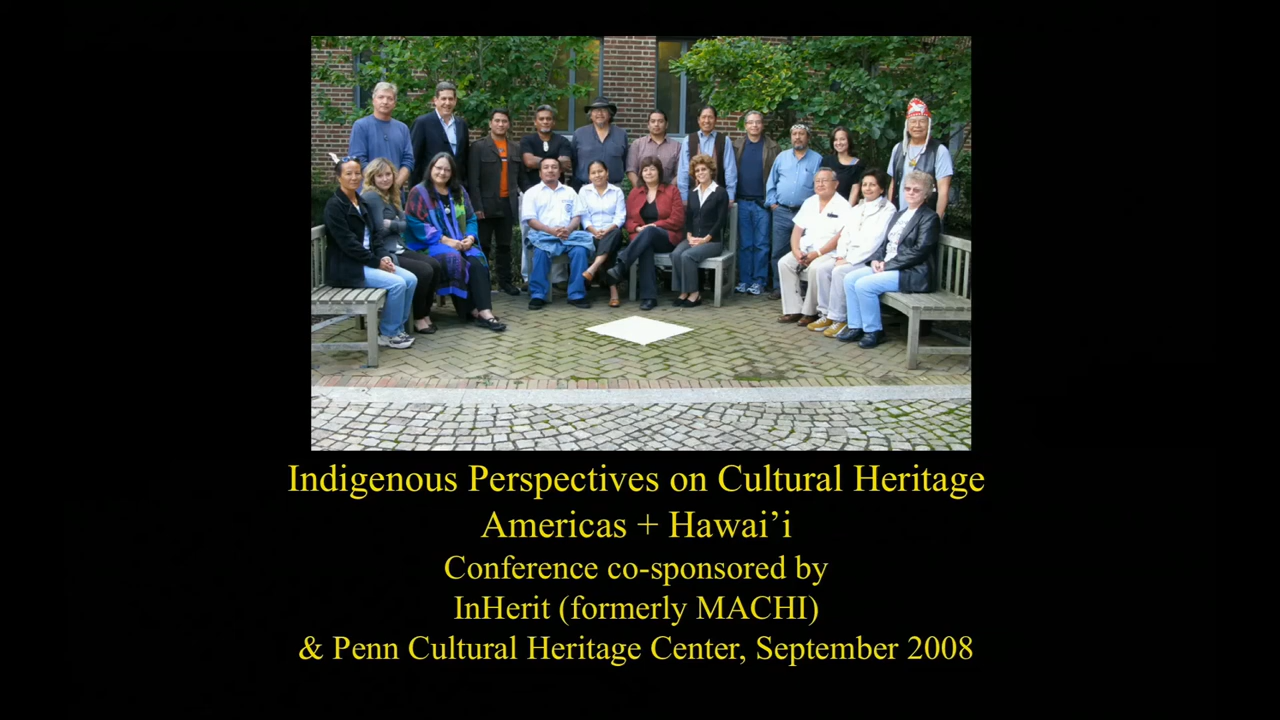 Indigenous Perspectives on Cultural Heritage
Americas + Hawai’i
Conference co-sponsored by
InHerit (formerly MACHI)
& Penn Cultural Heritage Center, September 2008